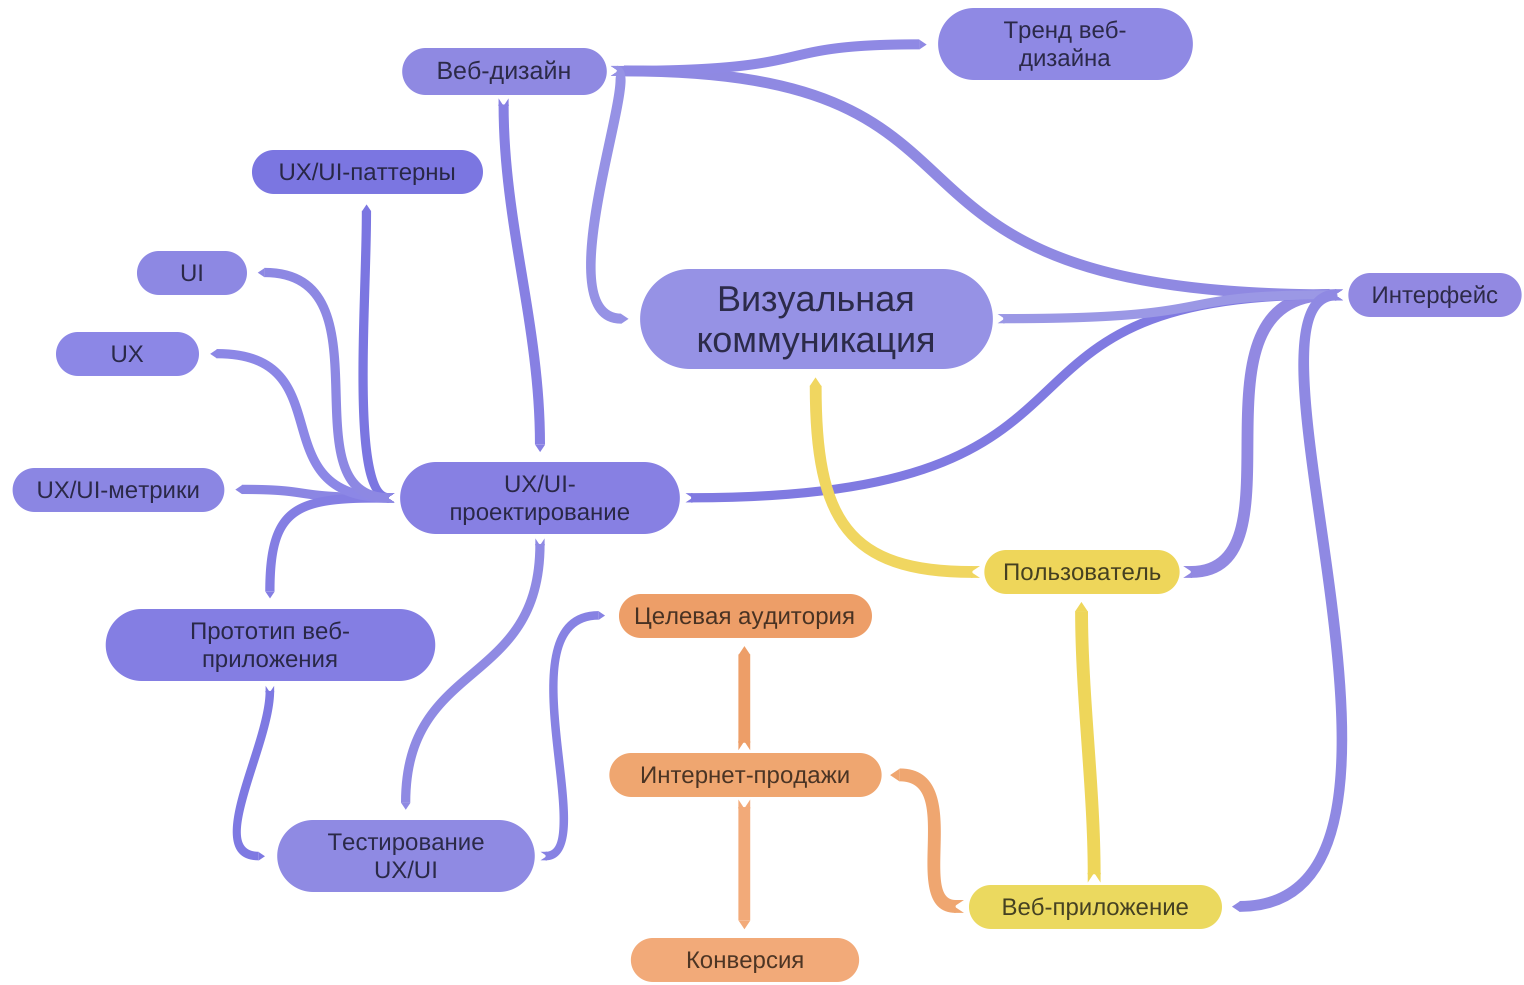 Тренд веб-
дизайна
Веб-дизайн
UX/UI-паттерны
UI
Визуальная
коммуникация
Интерфейс
UX
UX/UI-метрики
UX/UI-
проектирование
Пользователь
Целевая аудитория
Прототип веб-
приложения
Интернет-продажи
Тестирование
UX/UI
Веб-приложение
Конверсия